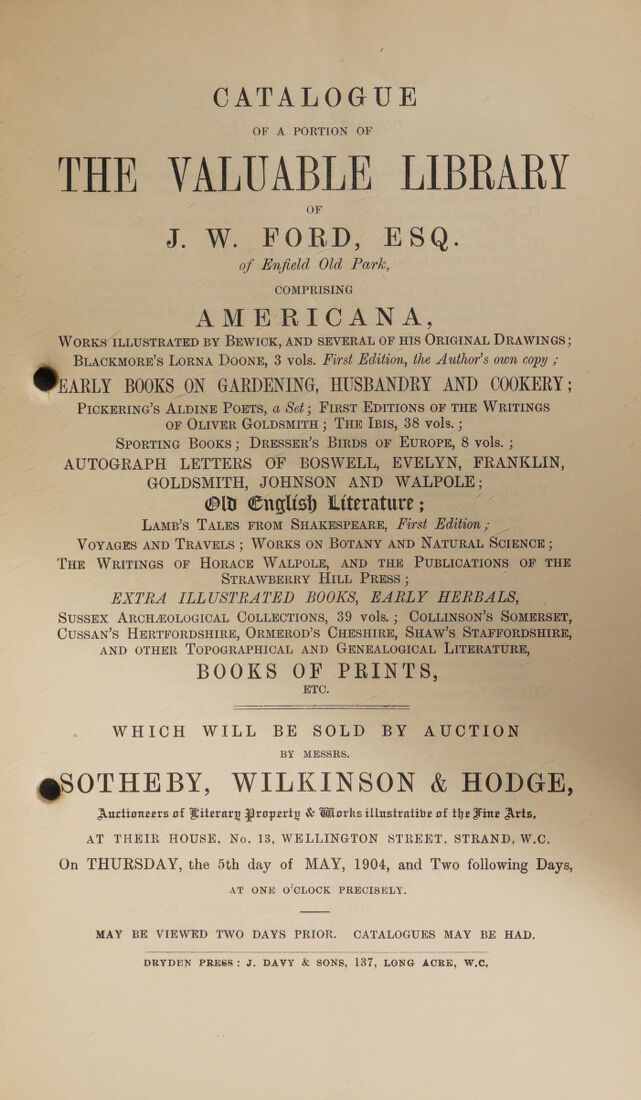 CATALOGUE
OF A PORTION OF
THE VALUABLE LIBRARY
OF
J. W. FORD, ESQ.
of Enfield Old Park,
COMPRISING
AMERICANA,
WORKS ILLUSTRATED BY BEWICK, AND SEVERAL OF HIS ORIGINAL DRAWINGS;
BLACKMORE'S LORNA DOONE, 3 vols. First Edition, the Author's own copy;
EARLY BOOKS ON GARDENING, HUSBANDRY AND COOKERY;
PICKERING'S ALDINE POETS, a Set; FIRST EDITIONS OF THE WRITINGS
OF OLIVER GOLDSMITH; THE IBIS, 38 vols.;
SPORTING BOOKS; DRESSER'S BIRDS OF EUROPE, 8 vols.;
AUTOGRAPH LETTERS OF BOSWELL, EVELYN, FRANKLIN,
GOLDSMITH, JOHNSON AND WALPOLE;
Old English Literature;
LAMB'S TALES FROM SHAKESPEARE, First Edition;
VOYAGES AND TRAVELS; WORKS ON BOTANY AND NATURAL SCIENCE;
THE WRITINGS OF HORACE WALPOLE, AND THE PUBLICATIONS OF THE
STRAWBERRY HILL PRESS;
EXTRA ILLUSTRATED BOOKS, EARLY HERBALS,
SUSSEX ARCHÆOLOGICAL COLLECTIONS, 39 vols.; COLLINSON'S SOMERSET,
CUSSAN'S HERTFORDSHIRE, ORMEROD'S CHESHIRE, SHAW'S STAFFORDSHIRE,
AND OTHER TOPOGRAPHICAL AND GENEALOGICAL LITERATURE,
BOOKS OF PRINTS,
ETC.
WHICH WILL BE SOLD BY AUCTION
BY MESSRS.
SOTHEBY, WILKINSON & HODGE,
Auctioneers of Literary Property & Works illustrative of the Fine Arts,
AT THEIR HOUSE, No. 13, WELLINGTON STREET, STRAND, W.C.
On THURSDAY, the 5th day of MAY, 1904, and Two following Days,
AT ONE O'CLOCK PRECISELY.
MAY BE VIEWED TWO DAYS PRIOR. CATALOGUES MAY BE HAD.
DRYDEN PRESS: J. DAVY & SONS, 137, LONG ACRE, W.C.